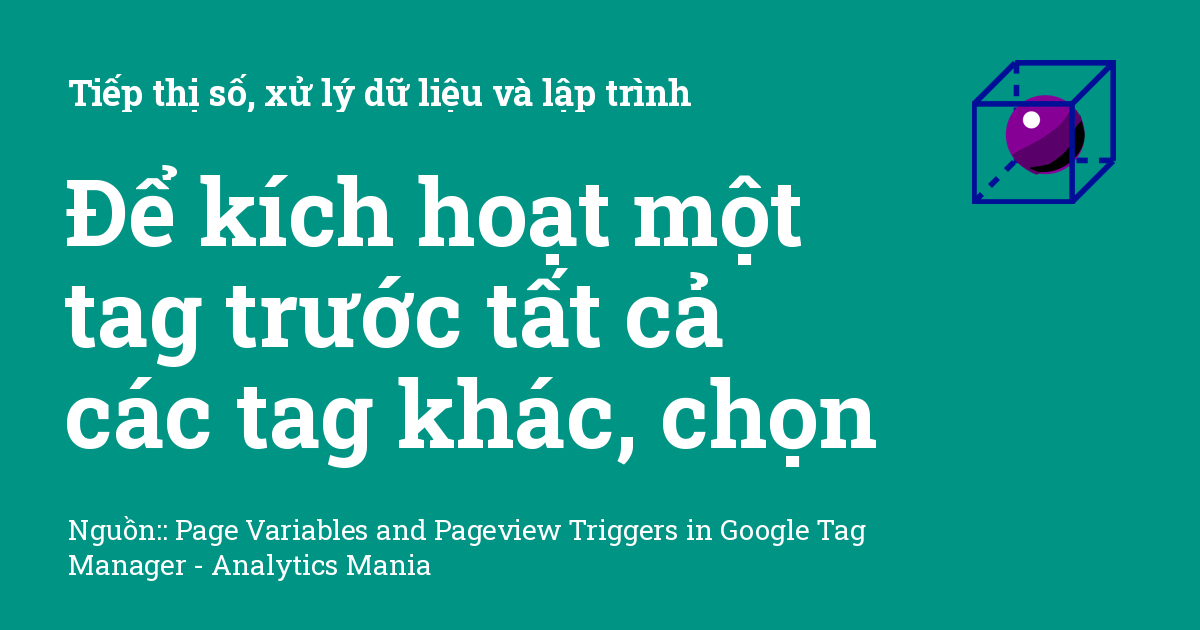 Tiếp thị số, xử lý dữ liệu và lập trình
Để kích hoạt một
tag trước tất cả
các tag khác, chọn
Nguồn:: Page Variables and Pageview Triggers in Google Tag
Manager - Analytics Mania